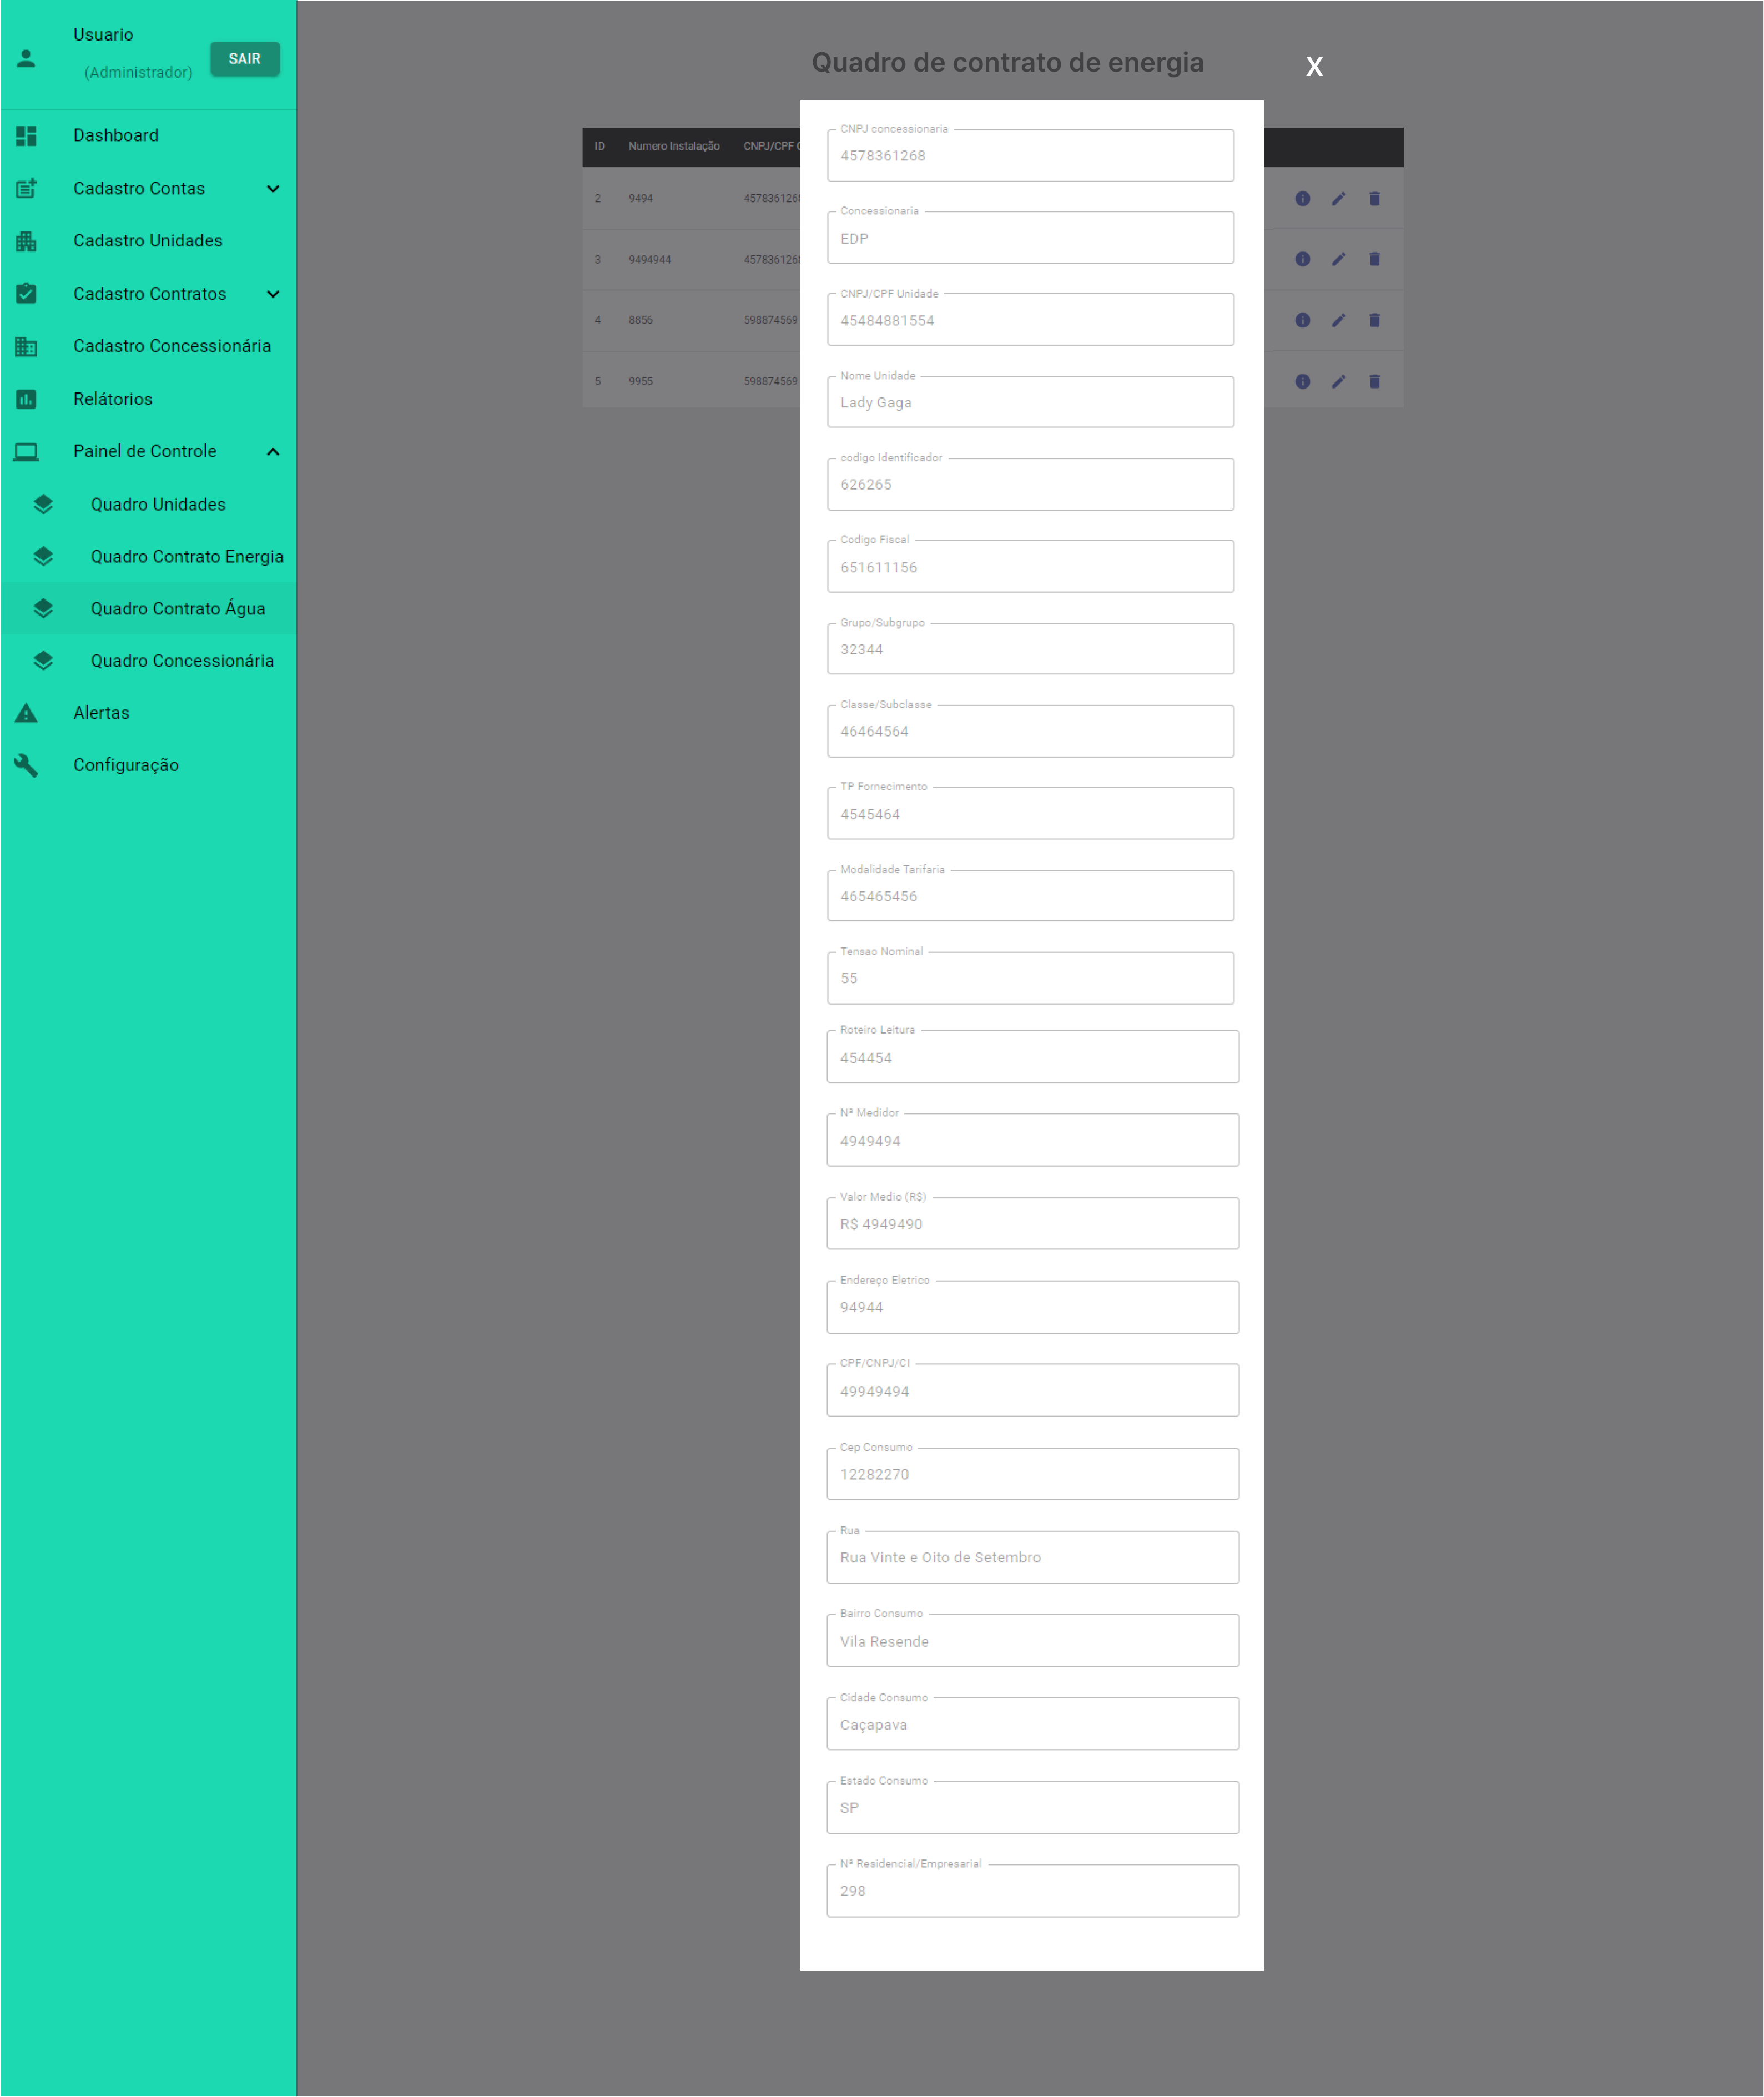 Usuario
(Administrador)
SAIR
Dashboard
Cadastro Contas
Cadastro Unidades
Cadastro Contratos
Cadastro Concessionária
Relátorios
Painel de Controle
Quadro Unidades
Quadro Contrato Energia
Quadro Contrato Água
Quadro Concessionária
Alertas
Configuração
Quadro de contrato de energia
X
ID Numero Instalação CNPJ/CPF
2 9494 457836126
3 9494944 457836126
4 8856 598874569
5 9955 598874569
CNPJ concessionaria
4578361268
Concessionaria
EDP
CNPJ/CPF Unidade
45484881554
Nome Unidade
Lady Gaga
codigo Identificador
626265
Codigo Fiscal
651611156
Grupo/Subgrupo
32344
Classe/Subclasse
46464564
TP Fornecimento
4545464
Modalidade Tarifaria
465465456
Tensao Nominal
55
Roteiro Leitura
454454
Nª Medidor
4949494
Valor Medio (R$)
R$ 4949490
Endereço Eletrico
94944
CPF/CNPJ/CI
49949494
Cep Consumo
12282270
Rua
Rua Vinte e Oito de Setembro
Bairro Consumo
Vila Resende
Cidade Consumo
Caçapava
Estado Consumo
SP
Nª Residencial/Empresarial
298